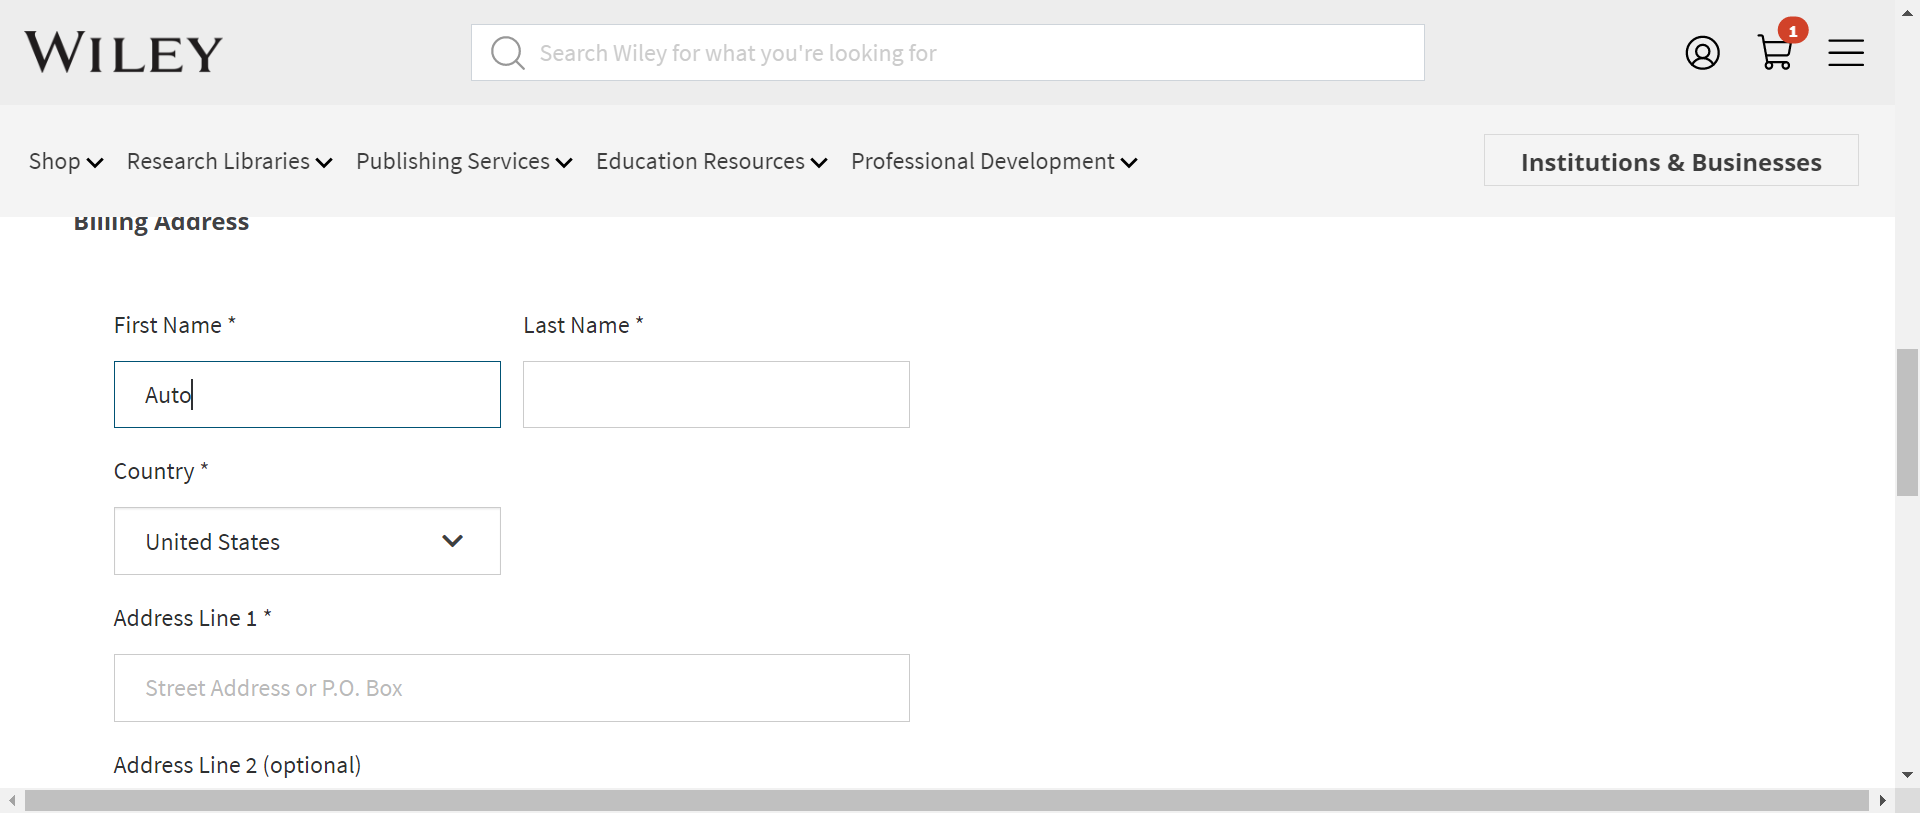 WILEY
Search Wiley for what you're looking for
1
Shop
Research Libraries
Publishing Services
Education Resources
Professional Development
Institutions & Businesses
Billing Address
First Name *
Last Name *
Auto
Country *
United States
Address Line 1 *
Street Address or P.O. Box
Address Line 2 (optional)